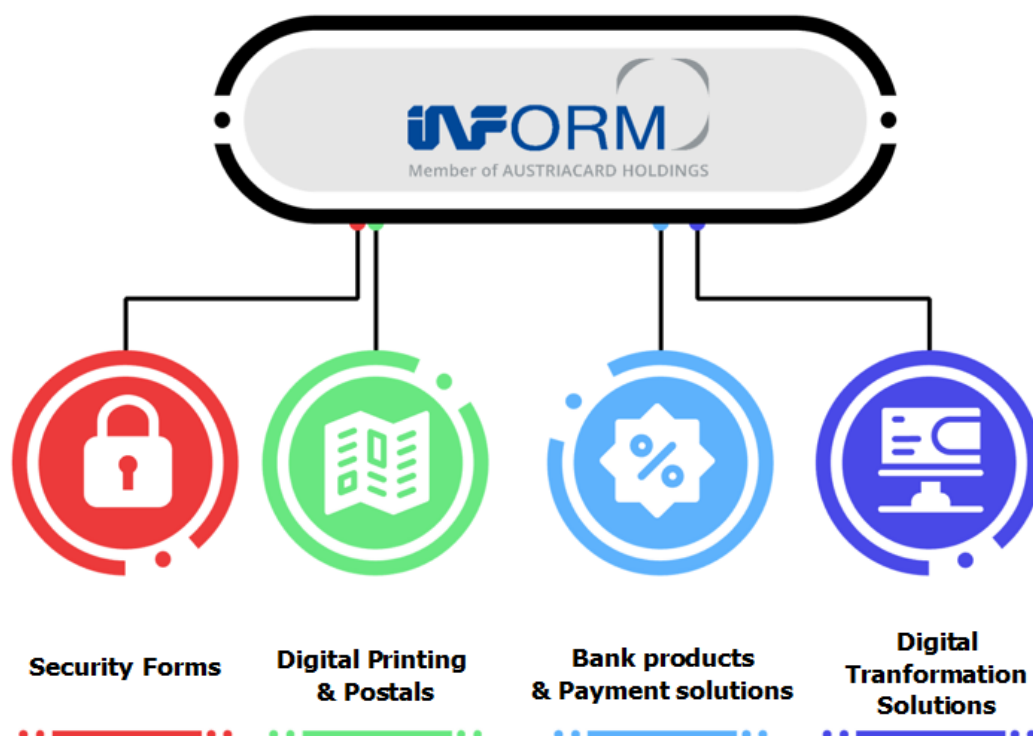 INFORM
Member of AUSTRIACARD HOLDINGS
Security Forms
Digital Printing
& Postals
Bank products
& Payment solutions
Digital
Tranformation
Solutions